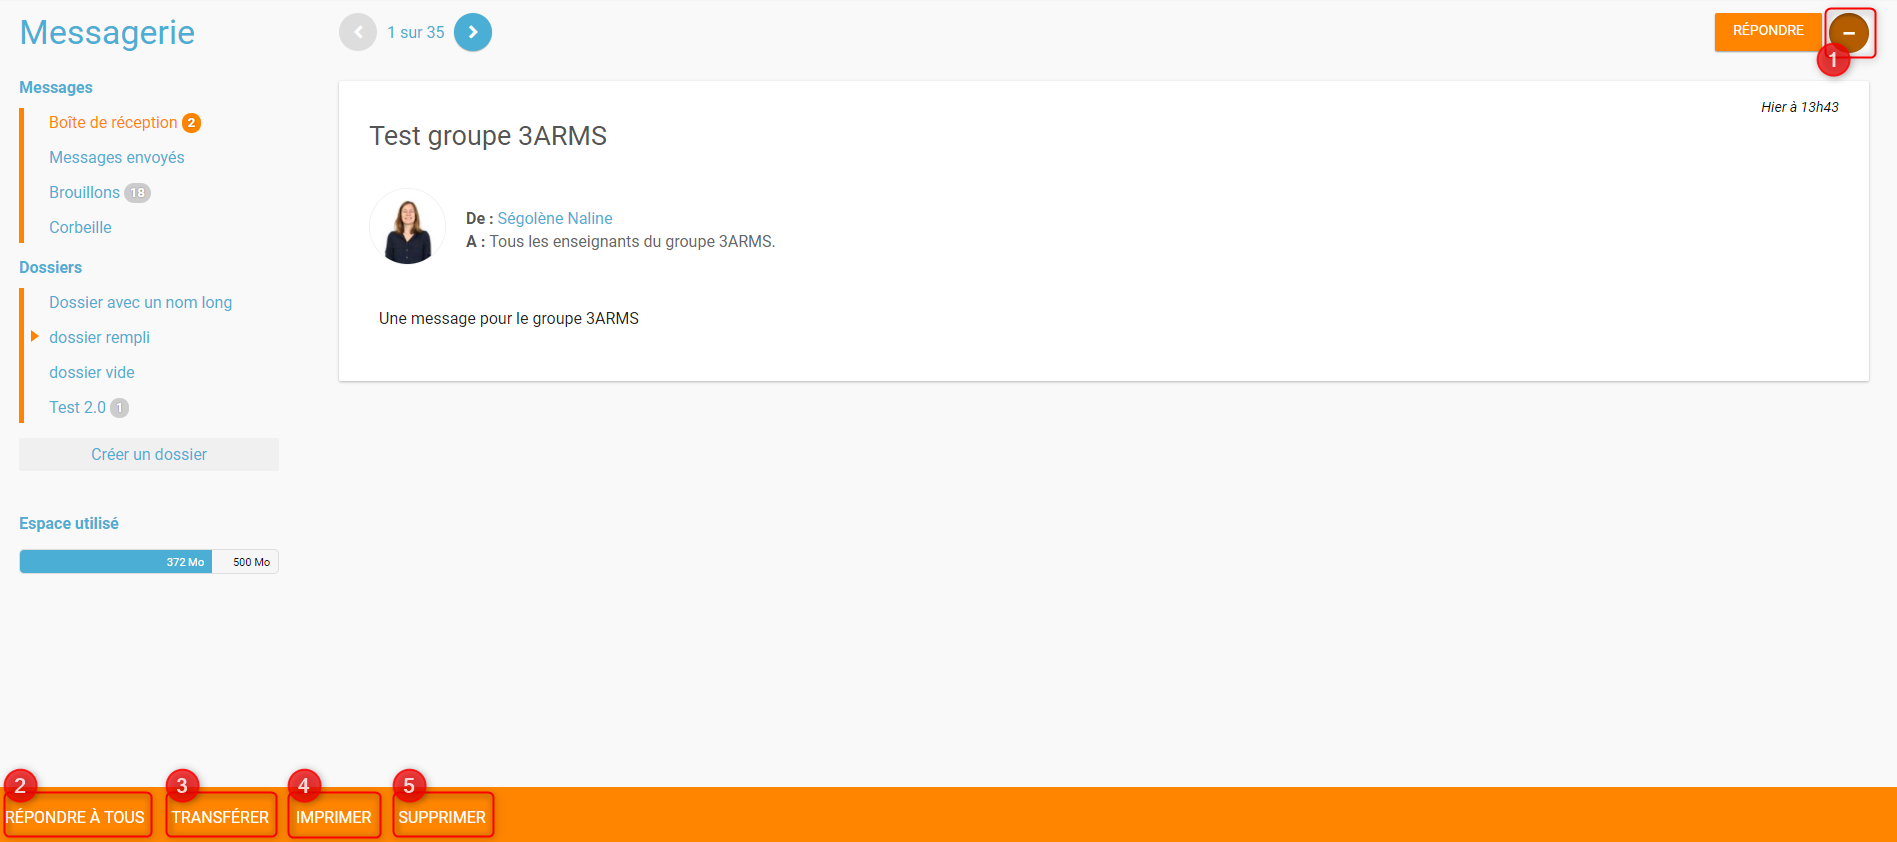 Messagerie
1 sur 35
RÉPONDRE
1
Messages
Boîte de réception 2
Messages envoyés
Brouillons 18
Corbeille
Dossiers
Dossier avec un nom long
dossier rempli
dossier vide
Test 2.0 1
Créer un dossier
Espace utilisé
372 Mo 500 Mo
Hier à 13h43
Test groupe 3ARMS
De : Ségolène Naline
A : Tous les enseignants du groupe 3ARMS.
Une message pour le groupe 3ARMS
2 3 4 5
RÉPONDRE À TOUS TRANSFÉRER IMPRIMER SUPPRIMER